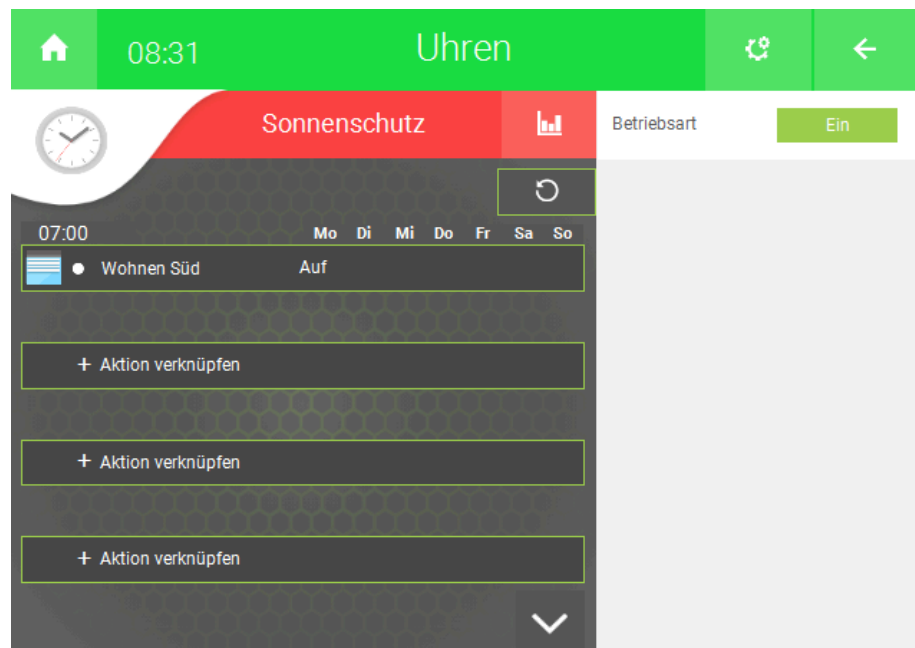 08:31 Uhren
Sonnenschutz
Betriebsart Ein
07:00 Mo Di Mi Do Fr Sa So
Wohnen Süd Auf
+ Aktion verknüpfen
+ Aktion verknüpfen
+ Aktion verknüpfen